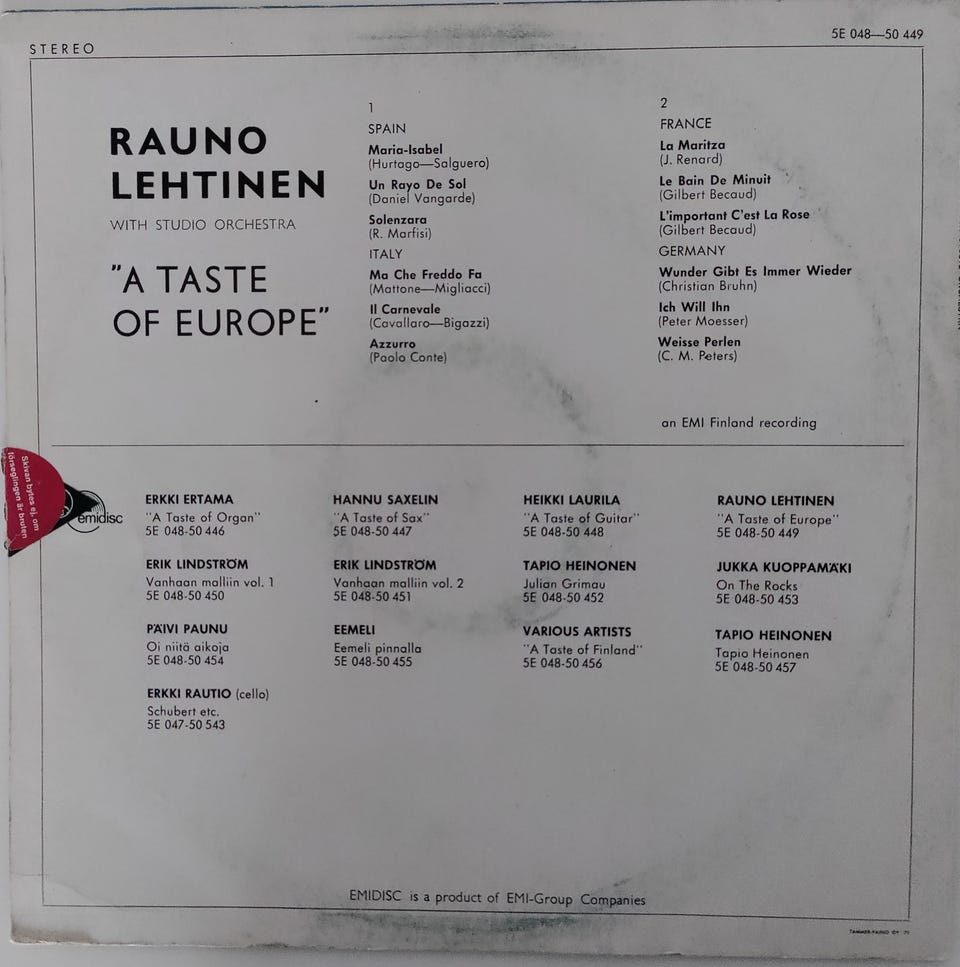 STEREO
5E 048—50 449
RAUNO
LEHTINEN
WITH STUDIO ORCHESTRA
"A TASTE
OF EUROPE"
1
SPAIN
Maria-Isabel
(Hurtago—Salguero)
Un Rayo De Sol
(Daniel Vangarde)
Solenzara
(R. Marfisi)
ITALY
Ma Che Freddo Fa
(Mattone—Migliacci)
Il Carnevale
(Cavallaro—Bigazzi)
Azzurro
(Paolo Conte)
2
FRANCE
La Maritza
(J. Renard)
Le Bain De Minuit
(Gilbert Becaud)
L'important C'est La Rose
(Gilbert Becaud)
GERMANY
Wunder Gibt Es Immer Wieder
(Christian Bruhn)
Ich Will Ihn
(Peter Moesser)
Weisse Perlen
(C. M. Peters)
an EMI Finland recording
Skivan bytes ej, om
förseglingen är bruten
emidisc
ERKKI ERTAMA
"A Taste of Organ"
5E 048-50 446
HANNU SAXELIN
"A Taste of Sax"
5E 048-50 447
HEIKKI LAURILA
"A Taste of Guitar"
5E 048-50 448
RAUNO LEHTINEN
"A Taste of Europe"
5E 048-50 449
ERIK LINDSTRÖM
Vanhaan malliin vol. 1
5E 048-50 450
ERIK LINDSTRÖM
Vanhaan malliin vol. 2
5E 048-50 451
TAPIO HEINONEN
Julian Grimau
5E 048-50 452
JUKKA KUOPPAMÄKI
On The Rocks
5E 048-50 453
PÄIVI PAUNU
Oi niitä aikoja
5E 048-50 454
EEMELI
Eemeli pinnalla
5E 048-50 455
VARIOUS ARTISTS
"A Taste of Finland"
5E 048-50 456
TAPIO HEINONEN
Tapio Heinonen
5E 048-50 457
ERKKI RAUTIO (cello)
Schubert etc.
5E 047-50 543
EMIDISC is a product of EMI-Group Companies